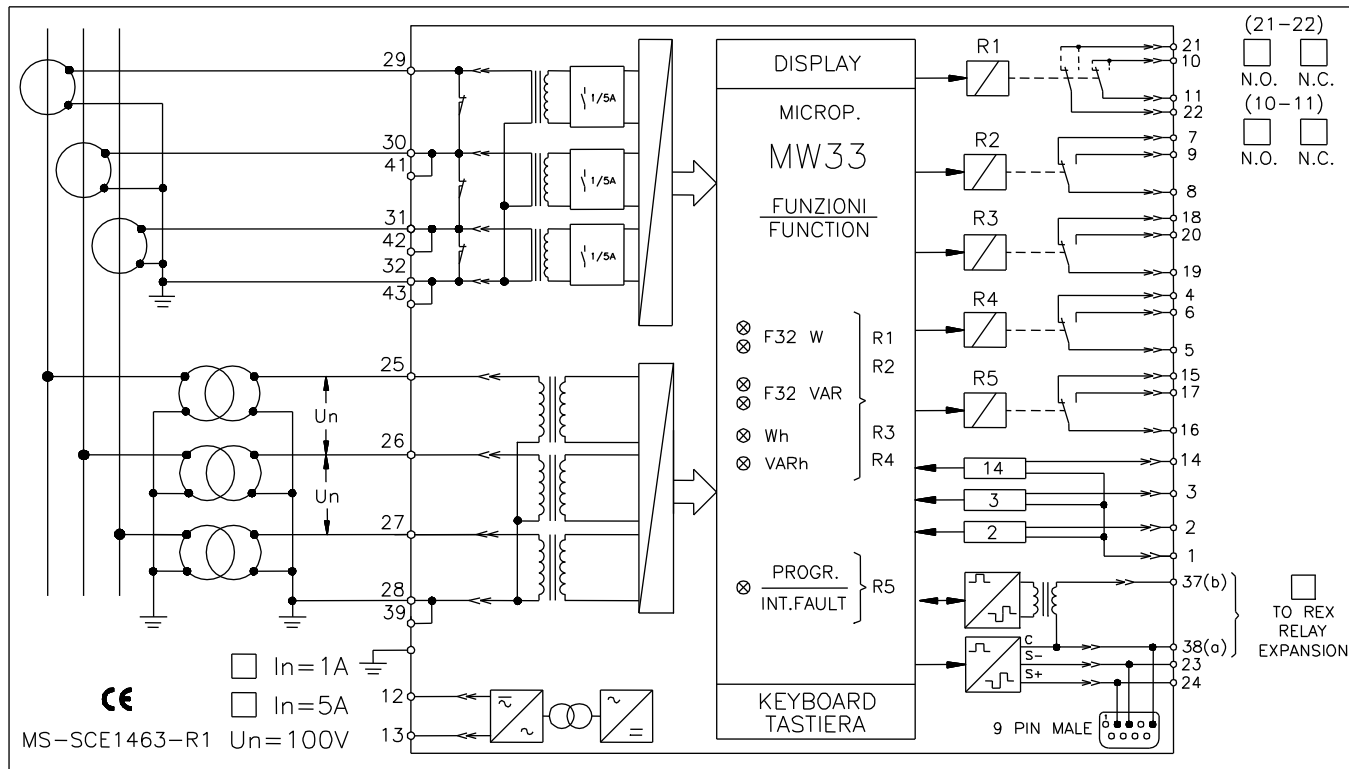 29
30
41
31
42
32
43
25
26
27
28
39
12
13
Un
Un
1/5A
1/5A
1/5A
DISPLAY
MICROP.
MW33
FUNZIONI
FUNCTION
F32 W
F32 VAR
Wh
VARh
R1
R2
R3
R4
PROGR.
INT.FAULT
R5
KEYBOARD
TASTIERA
R1
R2
R3
R4
R5
14
3
2
C
S-
S+
21
10
11
22
7
9
8
18
20
19
4
6
5
15
17
16
14
3
2
1
37(b)
38(a)
23
24
1
9 PIN MALE
(21-22)
N.O. N.C.
(10-11)
N.O. N.C.
TO REX
RELAY
EXPANSION
In=1A
In=5A
Un=100V
CE
MS-SCE1463-R1